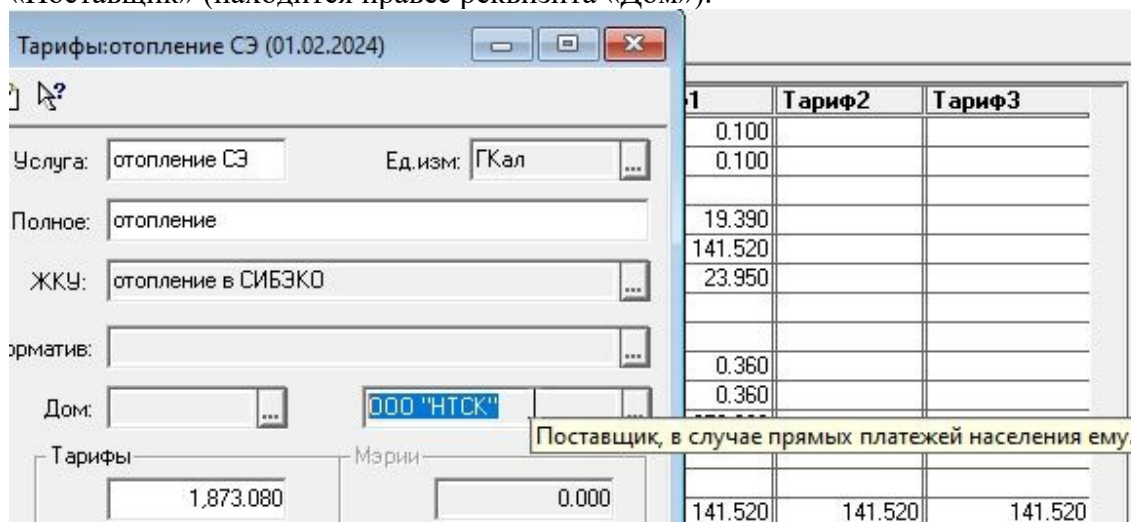 «Поставщик» (находится правее реквизита «Дом»).
Тарифы:отопление СЭ (01.02.2024)
Тариф2 Тариф3
0.100
Услуга: отопление СЭ Ед.изм: ГКал ...
0.100
Полное: отопление
19.390
141.520
ЖКУ: отопление в СИБЭКО ...
23.950
орматив: ...
0.360
0.360
Дом: ... ООО "НТСК" ...
Поставщик, в случае прямых платежей населения ему.
Тарифы Мэрии
1,873.080 0.000
141.520 141.520 141.520